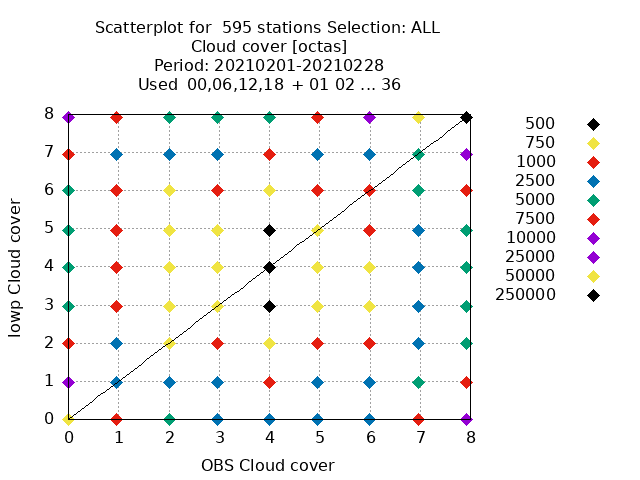 Scatterplot for 595 stations Selection: ALL
Cloud cover [octas]
Period: 20210201-20210228
Used 00,06,12,18 + 01 02 ... 36
8
7
6
5
4
3
2
1
0
Iowp Cloud cover
0 1 2 3 4 5 6 7 8
OBS Cloud cover
500
750
1000
2500
5000
7500
10000
25000
50000
250000